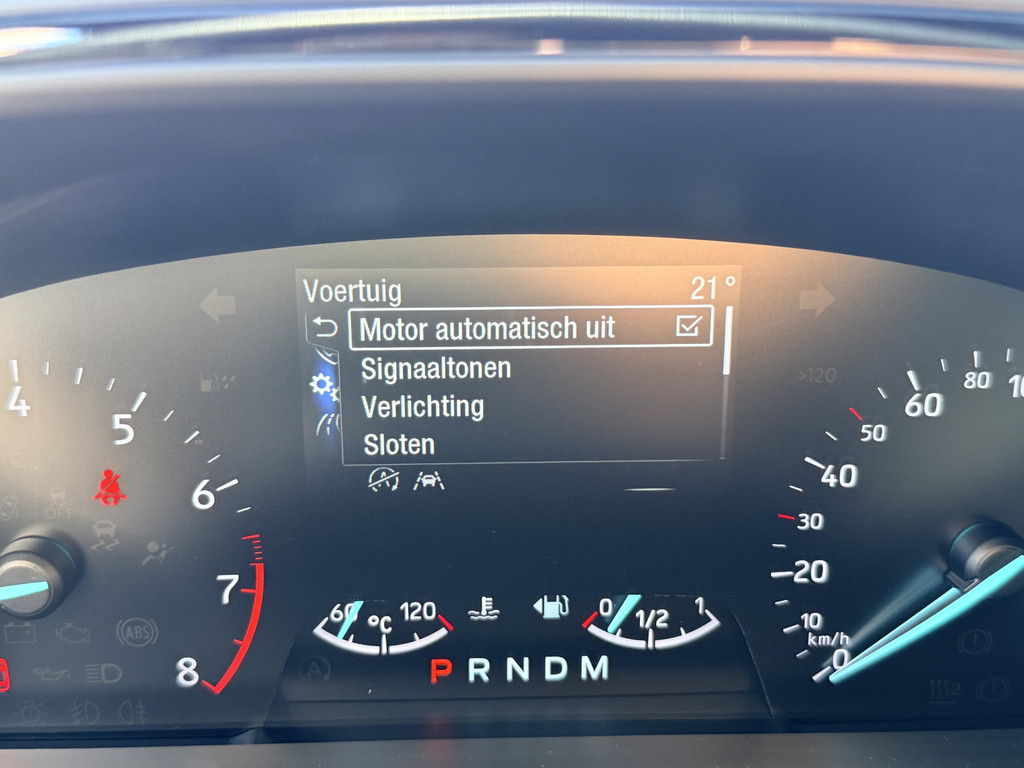 Voertuig 21°
Motor automatisch uit
Signaaltonen
Verlichting
Sloten
4
5
6
7
8
OFF
ABS
A
60 °C 120
0 1/2 1
P R N D M
>120
0
10
20
30
40
50
60
80
km/h